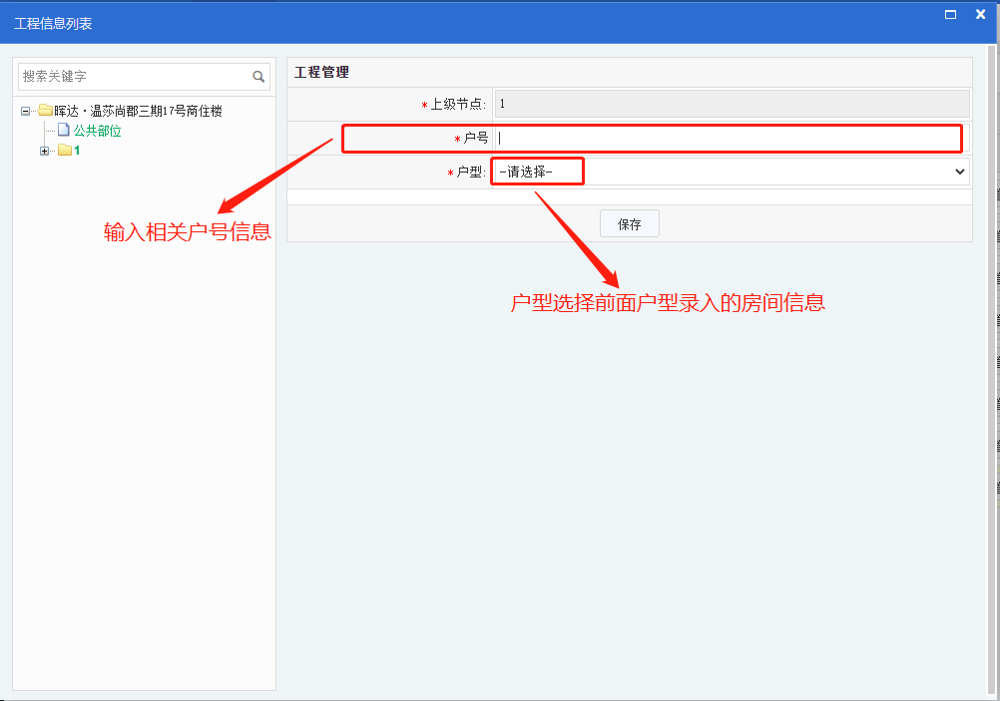 工程信息列表
搜索关键字
晖达·温莎尚郡三期17号商住楼
公共部位
1
工程管理
*上级节点: 1
*户号
*户型: -请选择-
保存
输入相关户号信息
户型选择前面户型录入的房间信息